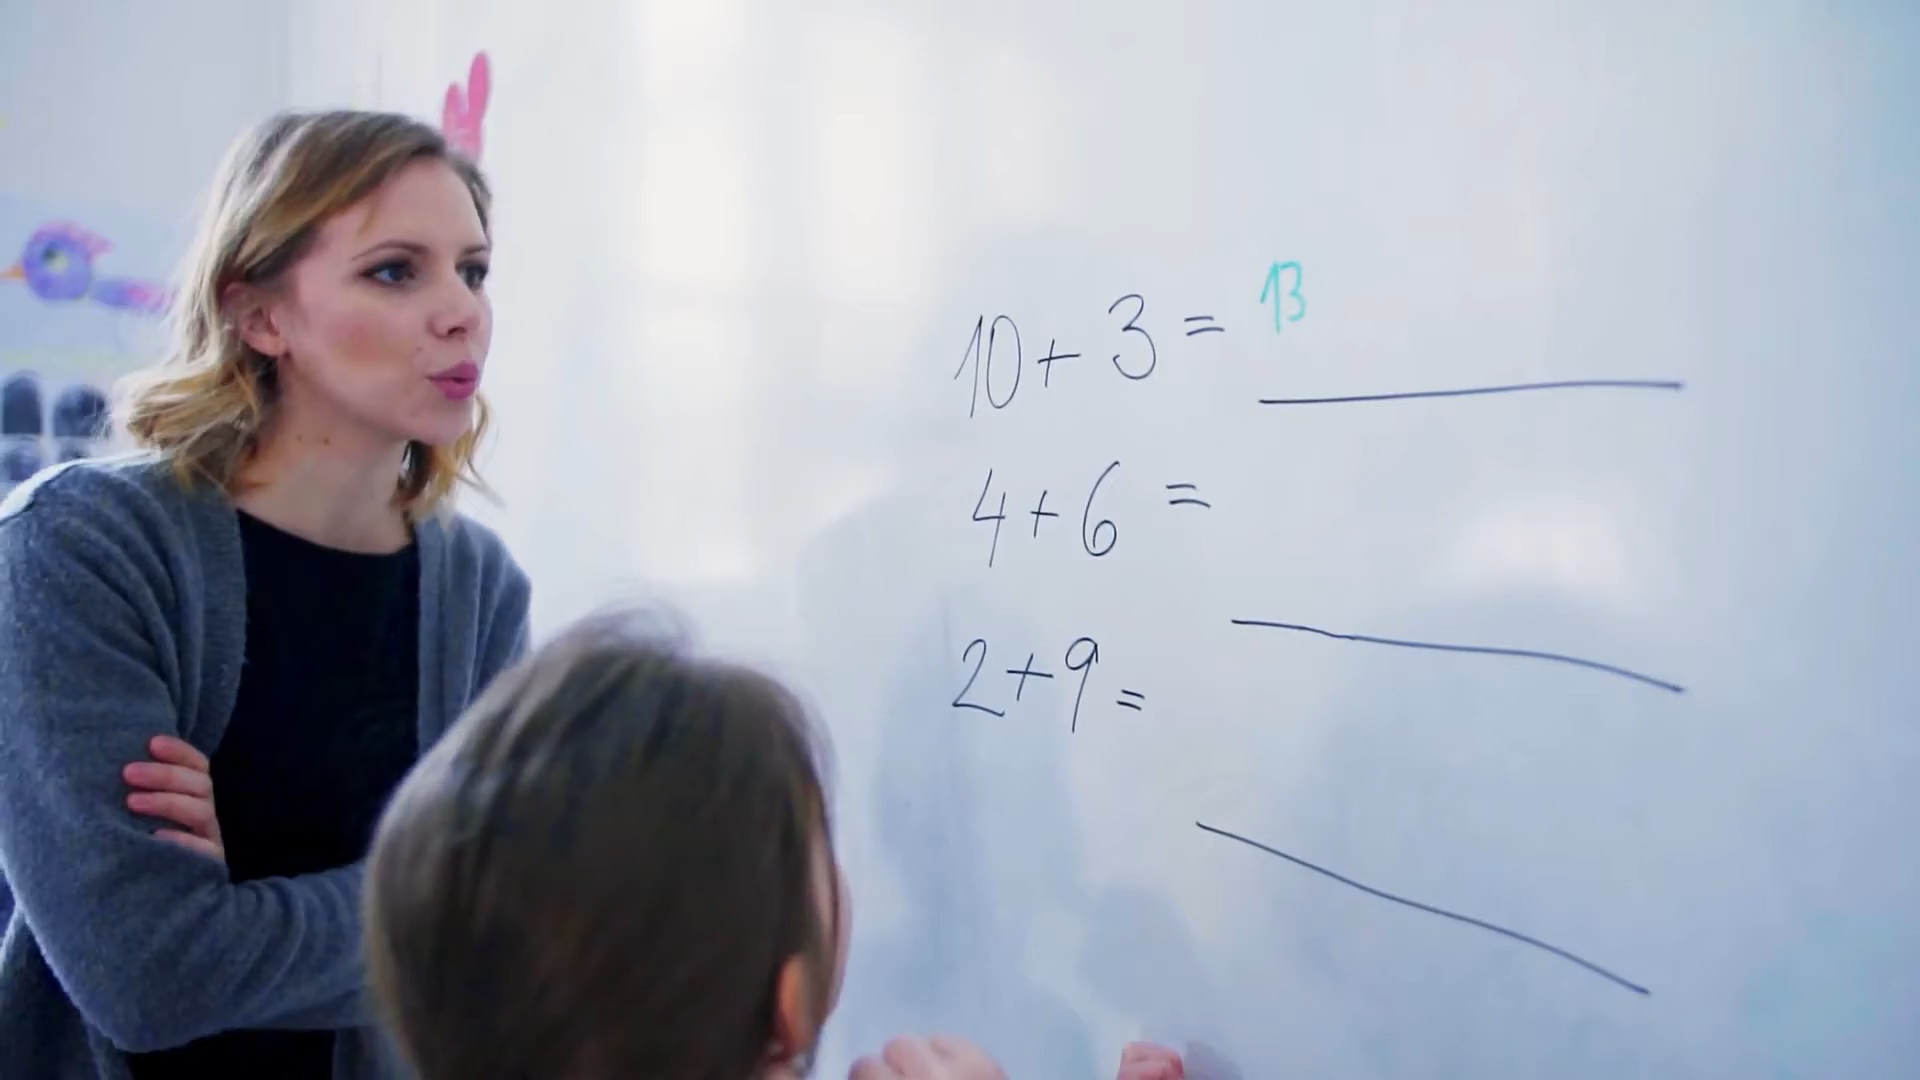 10 + 3 = 13
4 + 6 =
2 + 9 =